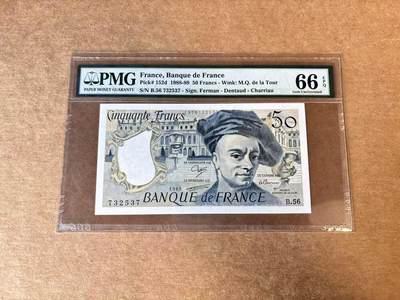 PMG
PAPER MONEY GUARANTY
France, Banque de France
Pick# 152d 1988-89 50 Francs - Wmk: M.Q. de la Tour
S/N B.56 732537 - Sign. Ferman - Dentaud - Charriau
66 EPQ
Gem Uncirculated
Cinquante Francs
50
732537
BANQUE DE FRANCE
B.56